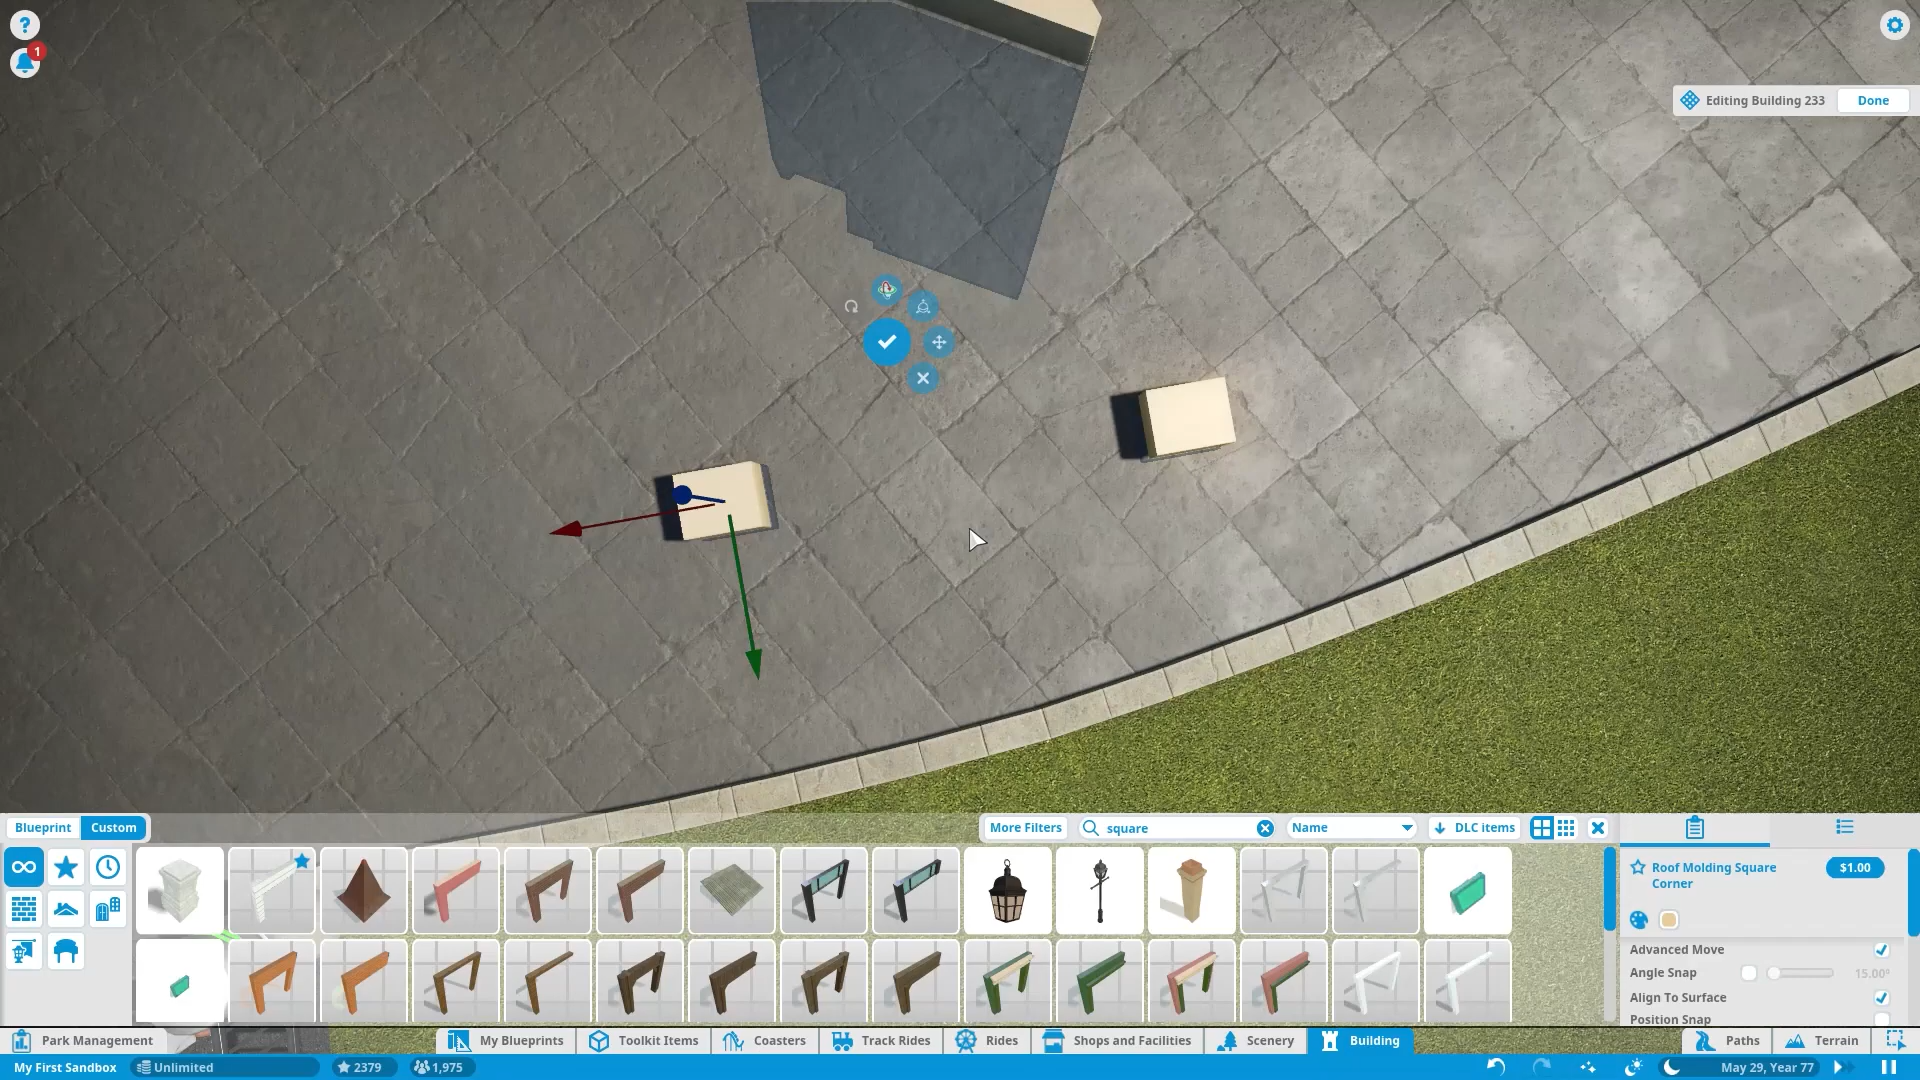 ?
1
Editing Building 233
Done
Blueprint
Custom
More Filters
square
Name
DLC items
Roof Molding Square
Corner
$1.00
Advanced Move
Angle Snap
15.00°
Align To Surface
Position Snap
Park Management
My Blueprints
Toolkit Items
Coasters
Track Rides
Rides
Shops and Facilities
Scenery
Building
Paths
Terrain
My First Sandbox
Unlimited
2379
1,975
May 29, Year 77